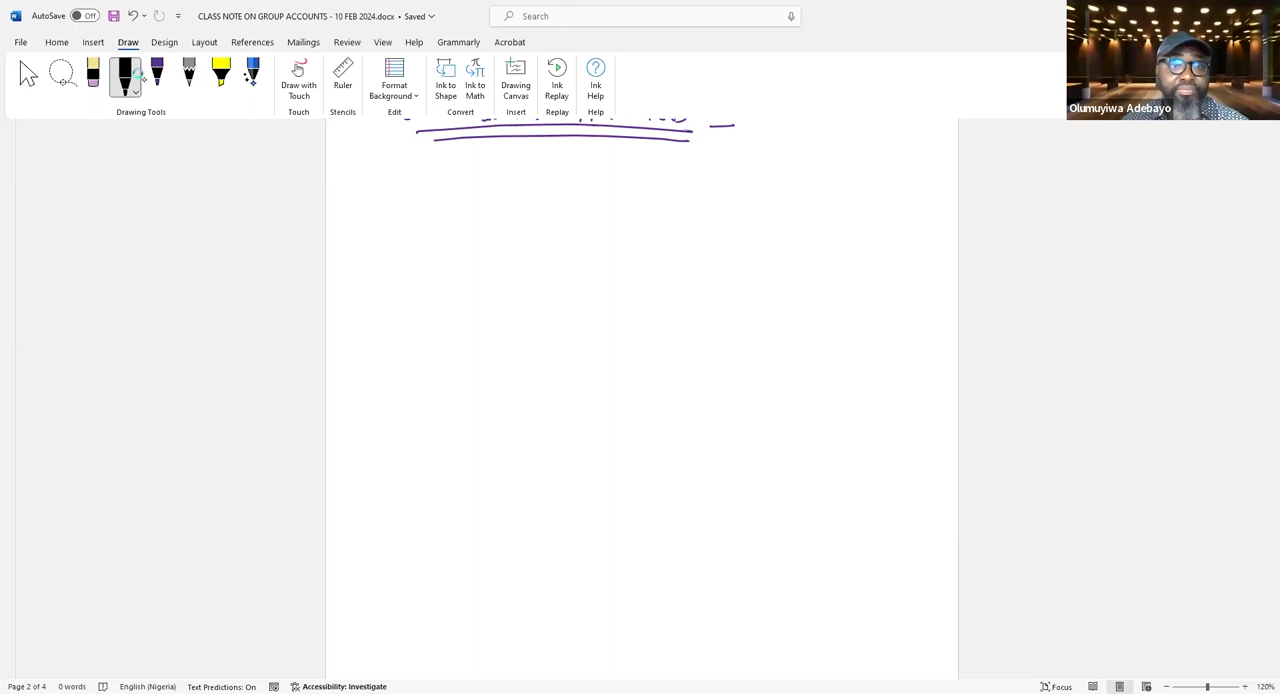 AutoSave Off CLASS NOTE ON GROUP ACCOUNTS - 10 FEB 2024.docx • Saved Search
File Home Insert Draw Design Layout References Mailings Review View Help Grammarly Acrobat
Draw with Touch Ruler Format Background Ink to Shape Ink to Math Drawing Canvas Ink Replay Ink Help
Drawing Tools Touch Stencils Edit Convert Insert Replay Help
Olumuyiwa Adebayo
Page 2 of 4 0 words English (Nigeria) Text Predictions: On Accessibility: Investigate Focus 120%